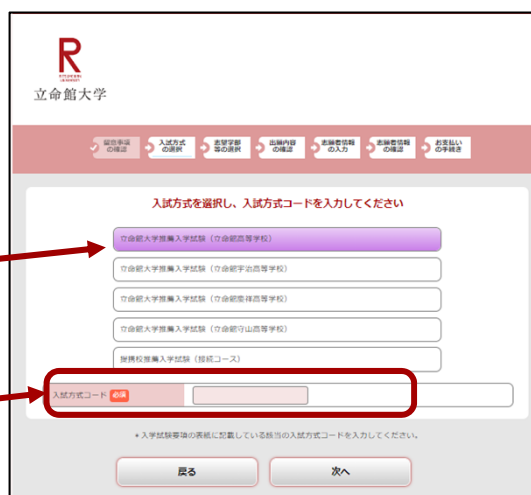 R
RITSUMEIKAN
UNIVERSITY
立命館大学
留意事項の確認
入試方式の選択
志望学部等の選択
出願内容の確認
志願者情報の入力
志願者情報の確認
お支払いの手続き
入試方式を選択し、入試方式コードを入力してください
立命館大学推薦入学試験（立命館高等学校）
立命館大学推薦入学試験（立命館宇治高等学校）
立命館大学推薦入学試験（立命館慶祥高等学校）
立命館大学推薦入学試験（立命館守山高等学校）
提携校推薦入学試験（接続コース）
入試方式コード 必須
＊入学試験要項の表紙に記載している該当の入試方式コードを入力してください。
戻る 次へ